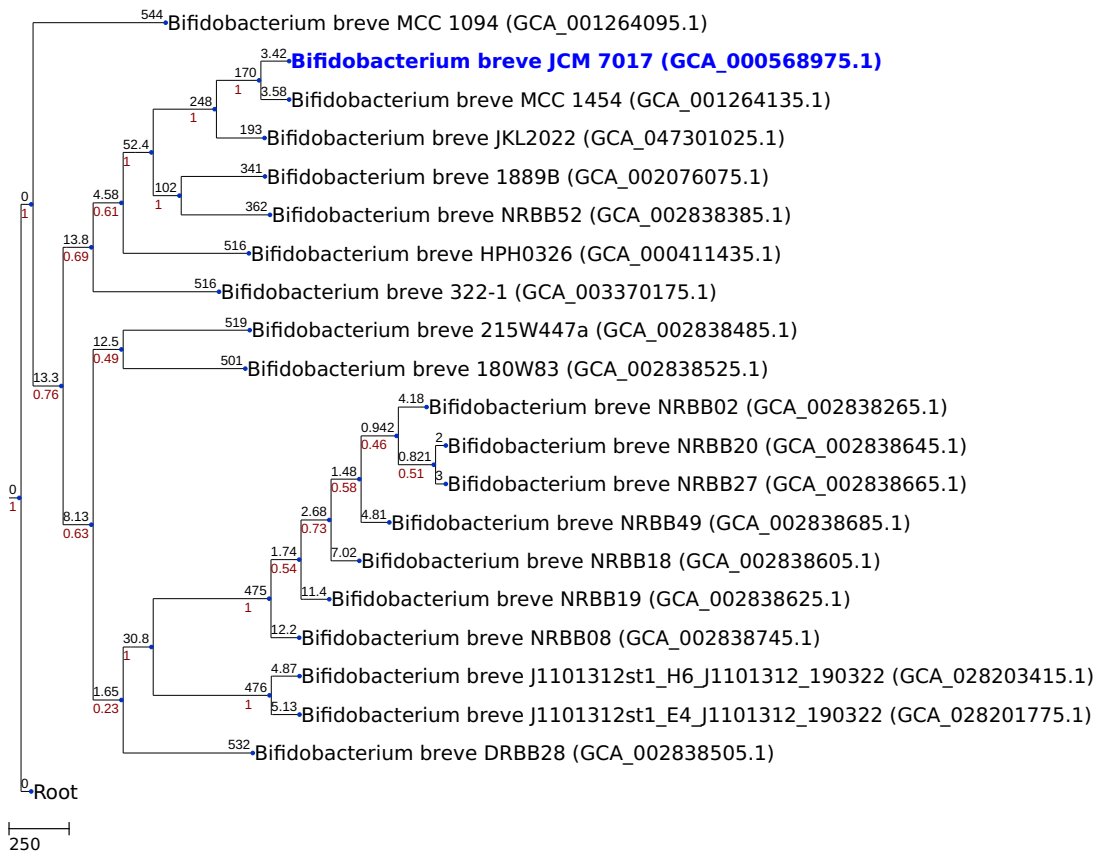 544 Bifidobacterium breve MCC 1094 (GCA_001264095.1)
3.42 Bifidobacterium breve JCM 7017 (GCA_000568975.1)
170
1
3.58 Bifidobacterium breve MCC 1454 (GCA_001264135.1)
248
1
193 Bifidobacterium breve JKL2022 (GCA_047301025.1)
52.4
1
341 Bifidobacterium breve 1889B (GCA_002076075.1)
102
1
362 Bifidobacterium breve NRBB52 (GCA_002838385.1)
4.58
0.61
0
1
516 Bifidobacterium breve HPH0326 (GCA_000411435.1)
13.8
0.69
516 Bifidobacterium breve 322-1 (GCA_003370175.1)
519 Bifidobacterium breve 215W447a (GCA_002838485.1)
12.5
0.49
501 Bifidobacterium breve 180W83 (GCA_002838525.1)
13.3
0.76
4.18 Bifidobacterium breve NRBB02 (GCA_002838265.1)
0.942
0.46
2 Bifidobacterium breve NRBB20 (GCA_002838645.1)
0.821
0.51
3 Bifidobacterium breve NRBB27 (GCA_002838665.1)
1.48
0.58
0
1
4.81 Bifidobacterium breve NRBB49 (GCA_002838685.1)
2.68
0.73
8.13
0.63
7.02 Bifidobacterium breve NRBB18 (GCA_002838605.1)
1.74
0.54
11.4 Bifidobacterium breve NRBB19 (GCA_002838625.1)
475
1
12.2 Bifidobacterium breve NRBB08 (GCA_002838745.1)
30.8
1
4.87 Bifidobacterium breve J1101312st1_H6_J1101312_190322 (GCA_028203415.1)
476
1
5.13 Bifidobacterium breve J1101312st1_E4_J1101312_190322 (GCA_028201775.1)
1.65
0.23
532 Bifidobacterium breve DRBB28 (GCA_002838505.1)
0 Root
250